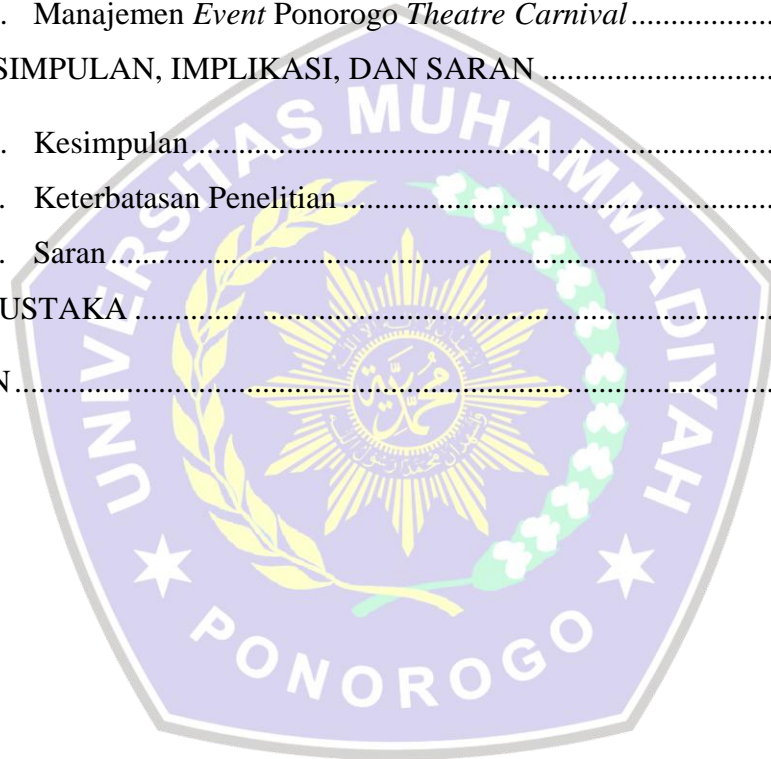 . Manajemen Event Ponorogo Theatre Carnival
SIMPULAN, IMPLIKASI, DAN SARAN
. Kesimpulan
. Keterbatasan Penelitian
. Saran
USTAKA
N
UNIVERSITAS MUHAMMADIYAH
PONOROGO